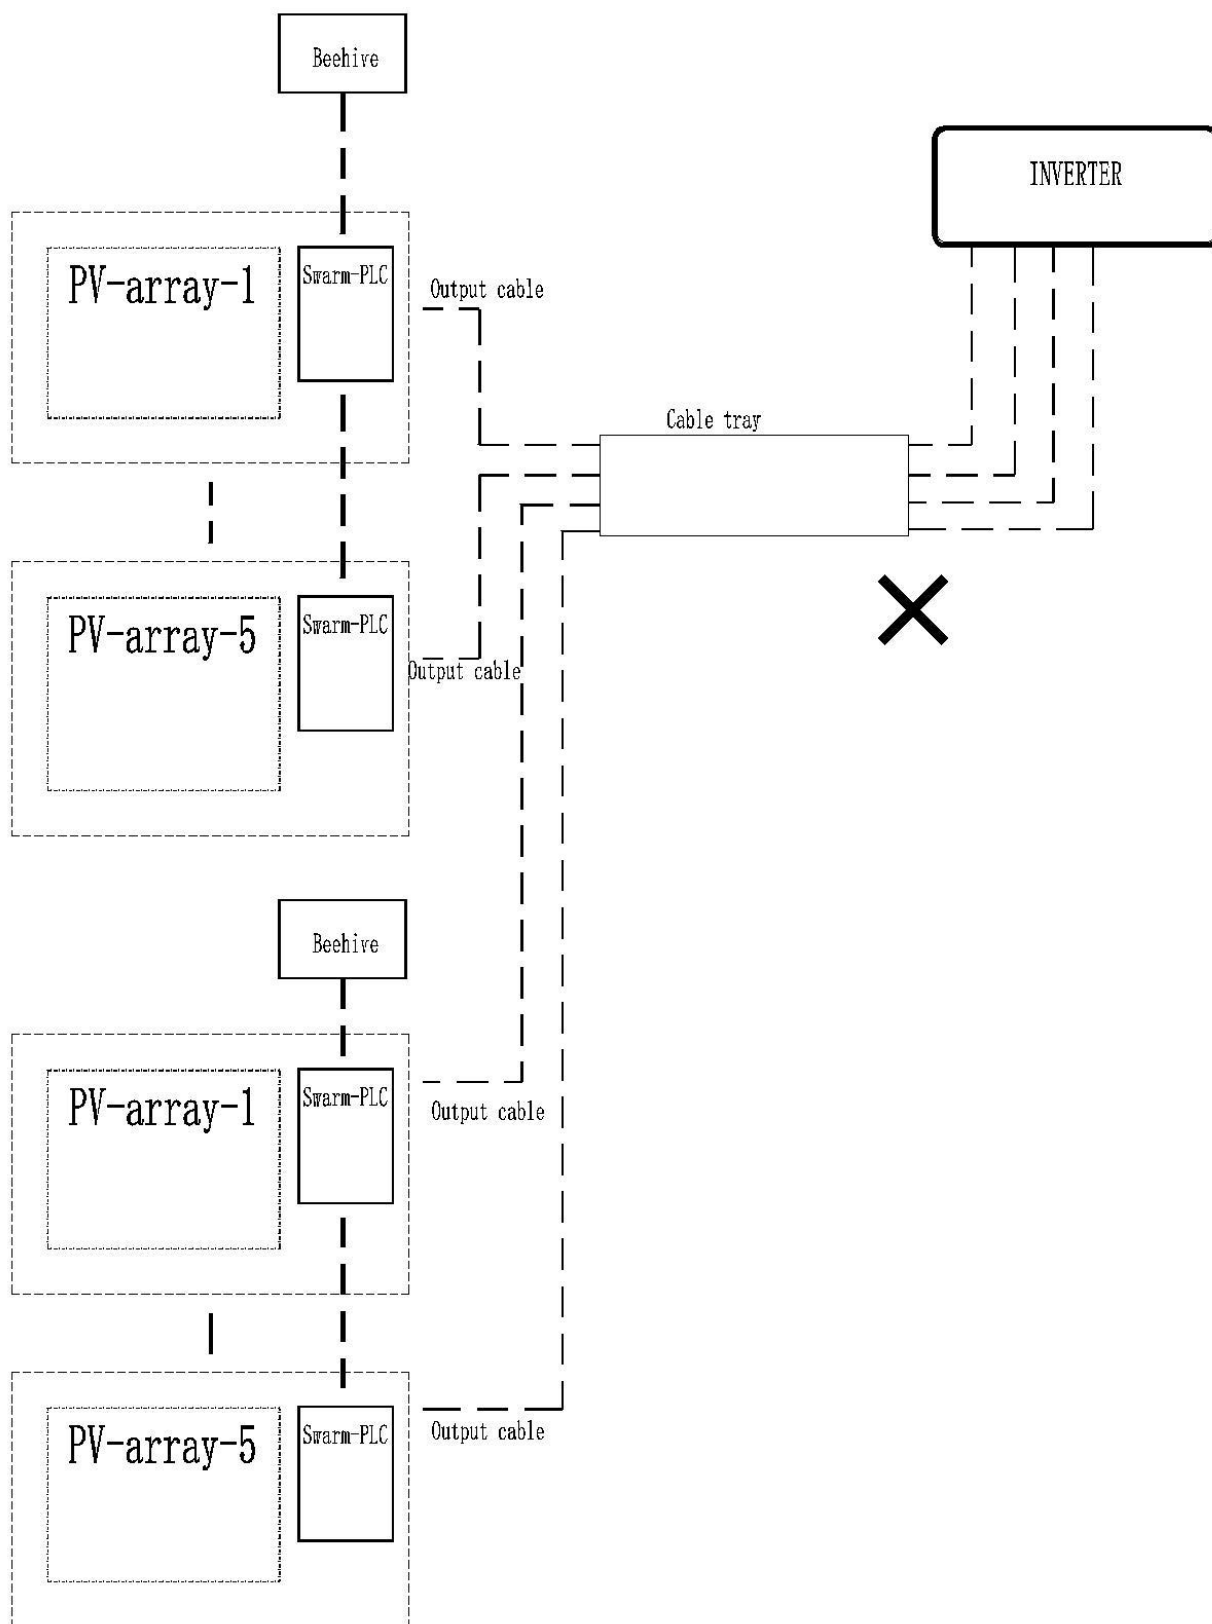 Beehive
INVERTER
PV-array-1
Swarm-PLC
Output cable
Cable tray
PV-array-5
Swarm-PLC
Output cable
Beehive
PV-array-1
Swarm-PLC
Output cable
PV-array-5
Swarm-PLC
Output cable